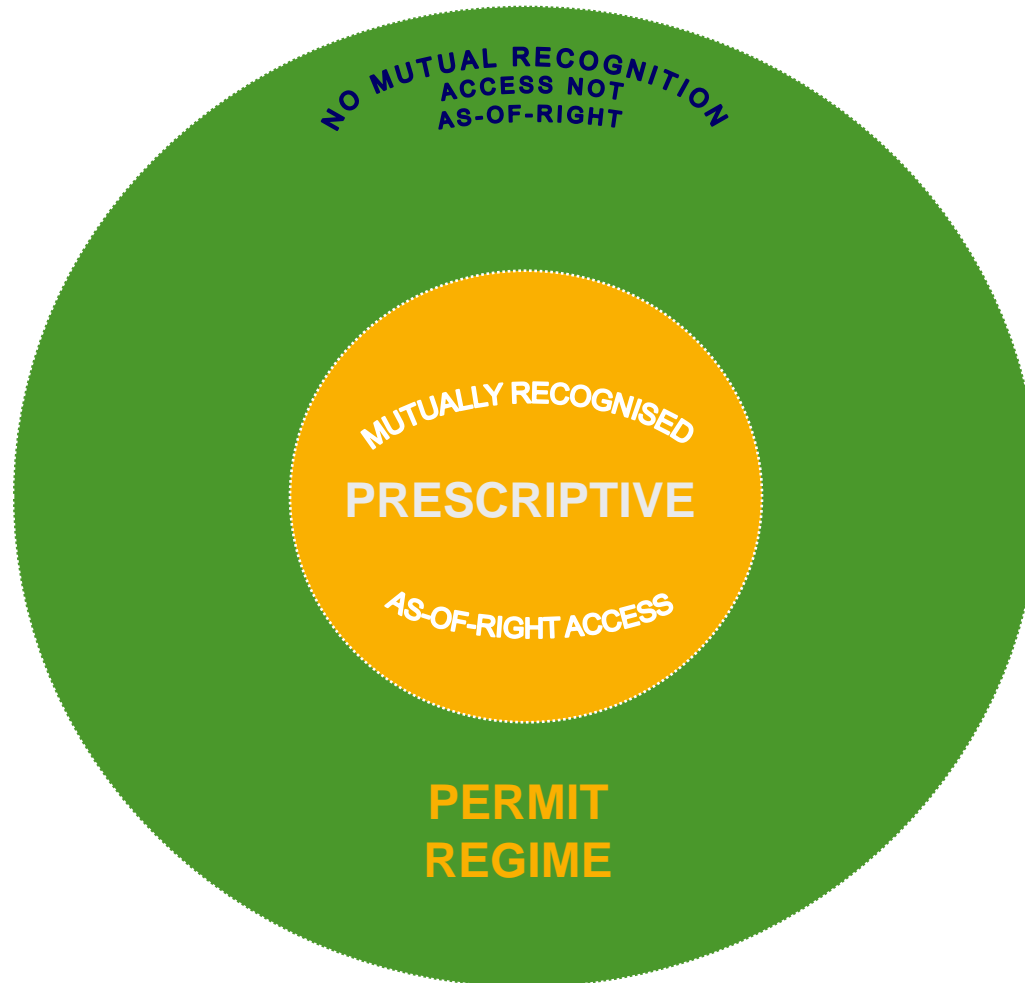 NO MUTUAL RECOGNITION
ACCESS NOT
AS-OF-RIGHT
MUTUALLY RECOGNISED
PRESCRIPTIVE
AS-OF-RIGHT ACCESS
PERMIT
REGIME